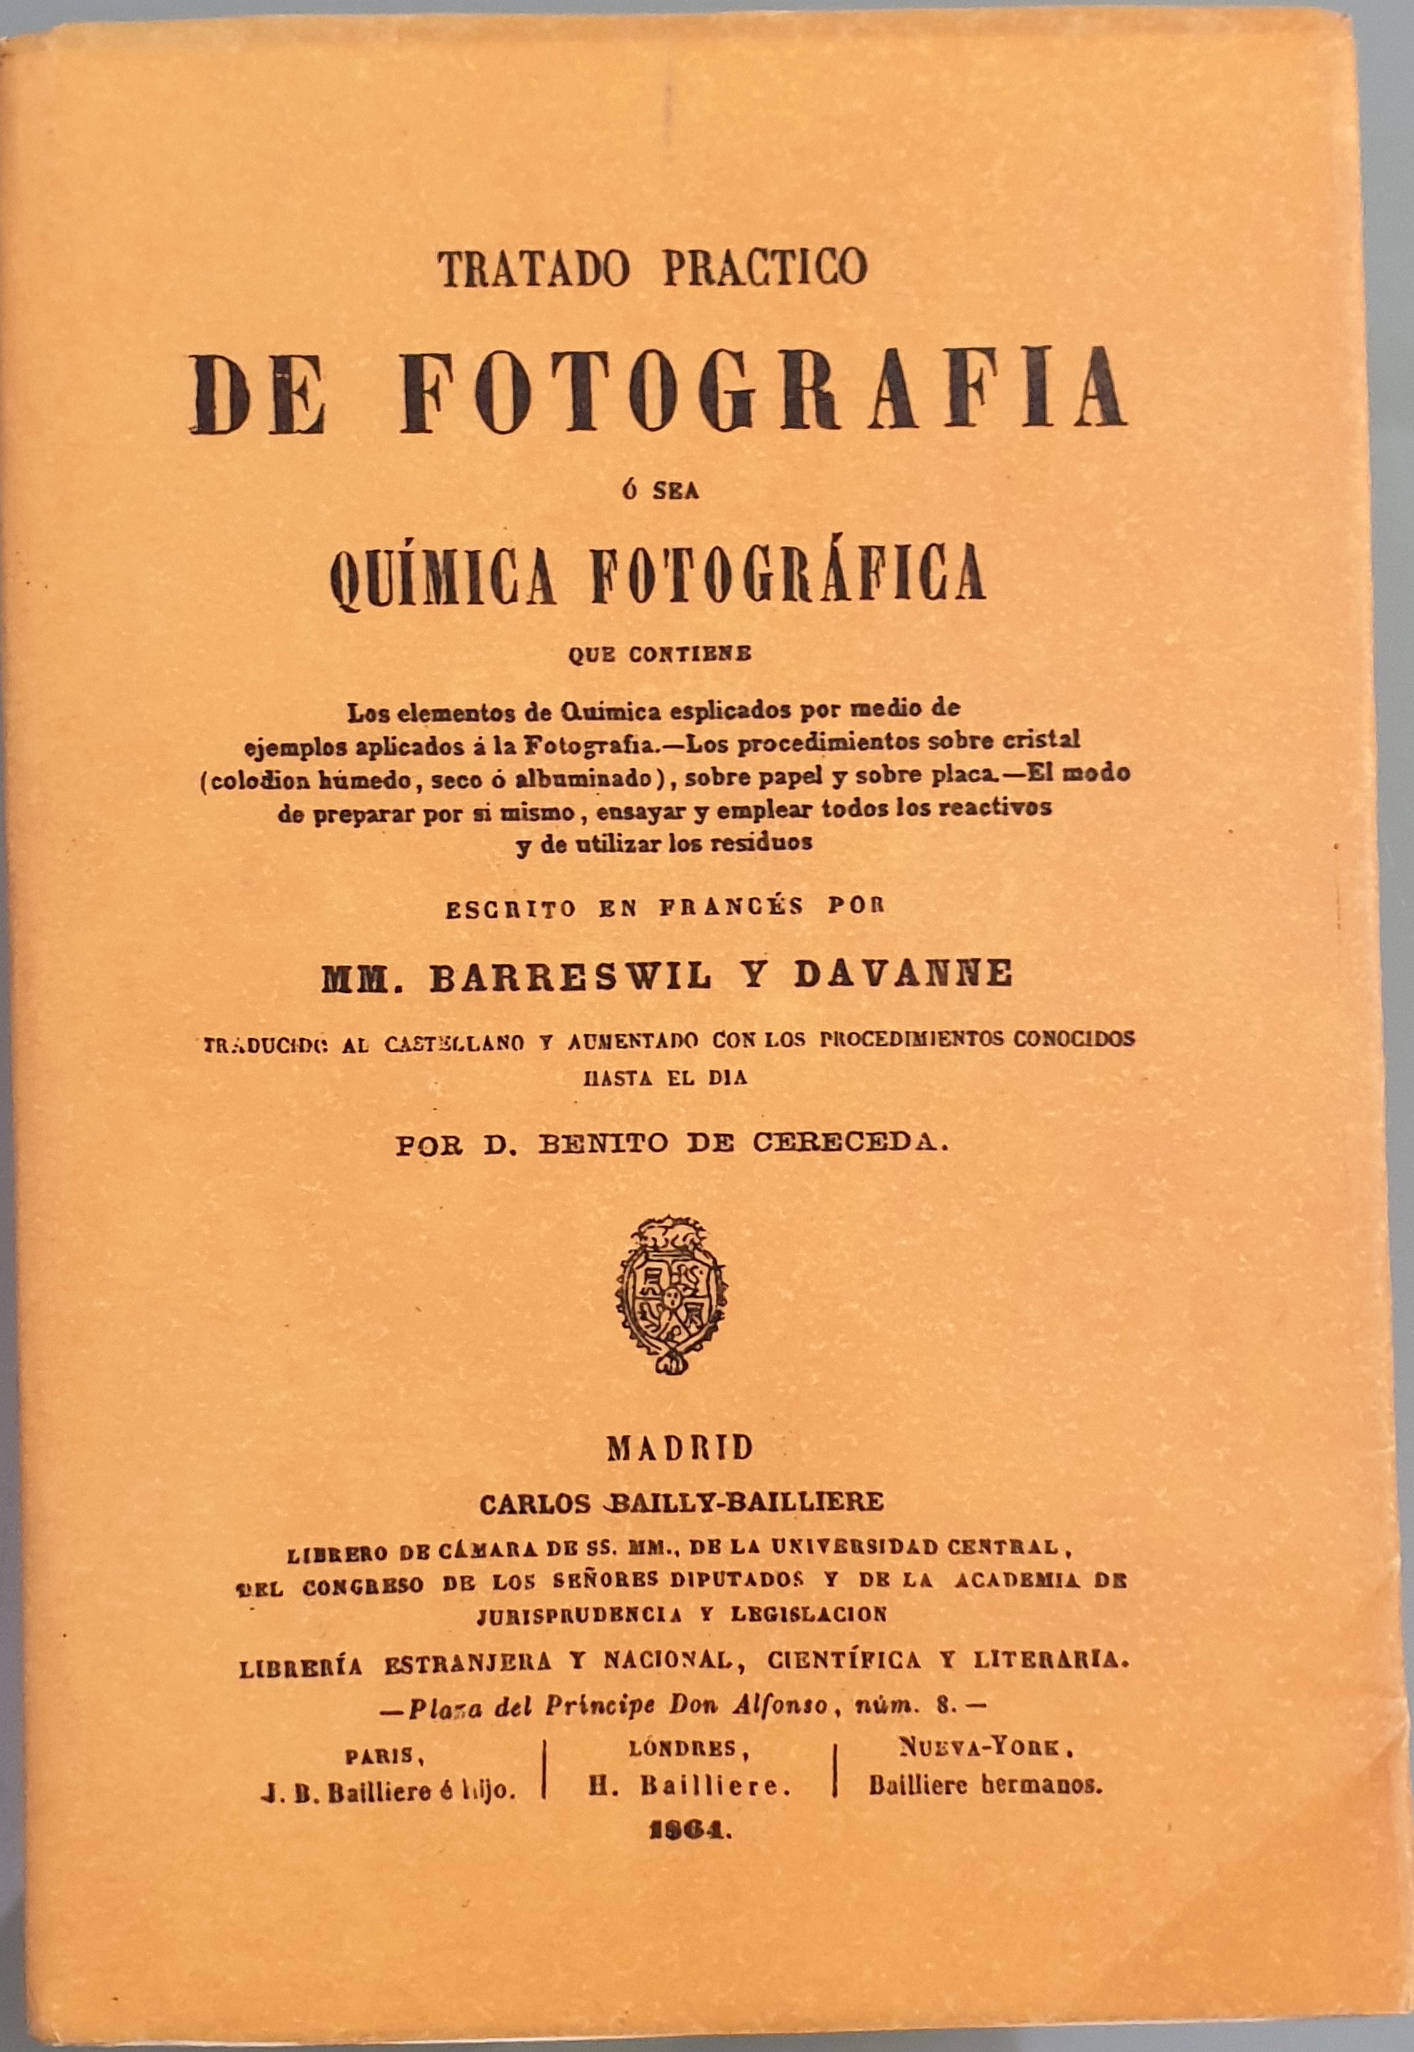 TRATADO PRACTICO
DE FOTOGRAFIA
Ó SEA
QUÍMICA FOTOGRÁFICA
QUE CONTIENE
Los elementos de Quimica esplicados por medio de
ejemplos aplicados á la Fotografia.—Los procedimientos sobre cristal
(colodion húmedo, seco ó albuminado), sobre papel y sobre placa.—El modo
de preparar por si mismo, ensayar y emplear todos los reactivos
y de utilizar los residuos
ESCRITO EN FRANCÉS POR
MM. BARRESWIL Y DAVANNE
TRADUCIDO AL CASTELLANO Y AUMENTADO CON LOS PROCEDIMIENTOS CONOCIDOS
HASTA EL DIA
POR D. BENITO DE CERECEDA.
MADRID
CARLOS BAILLY-BAILLIERE
LIBRERO DE CÁMARA DE SS. MM., DE LA UNIVERSIDAD CENTRAL,
DEL CONGRESO DE LOS SEÑORES DIPUTADOS Y DE LA ACADEMIA DE
JURISPRUDENCIA Y LEGISLACION
LIBRERÍA ESTRANJERA Y NACIONAL, CIENTÍFICA Y LITERARIA.
—Plaza del Príncipe Don Alfonso, núm. 8.—
PARIS,
J. B. Bailliere é hijo.
LÓNDRES,
H. Bailliere.
NUEVA-YORK,
Bailliere hermanos.
1864.